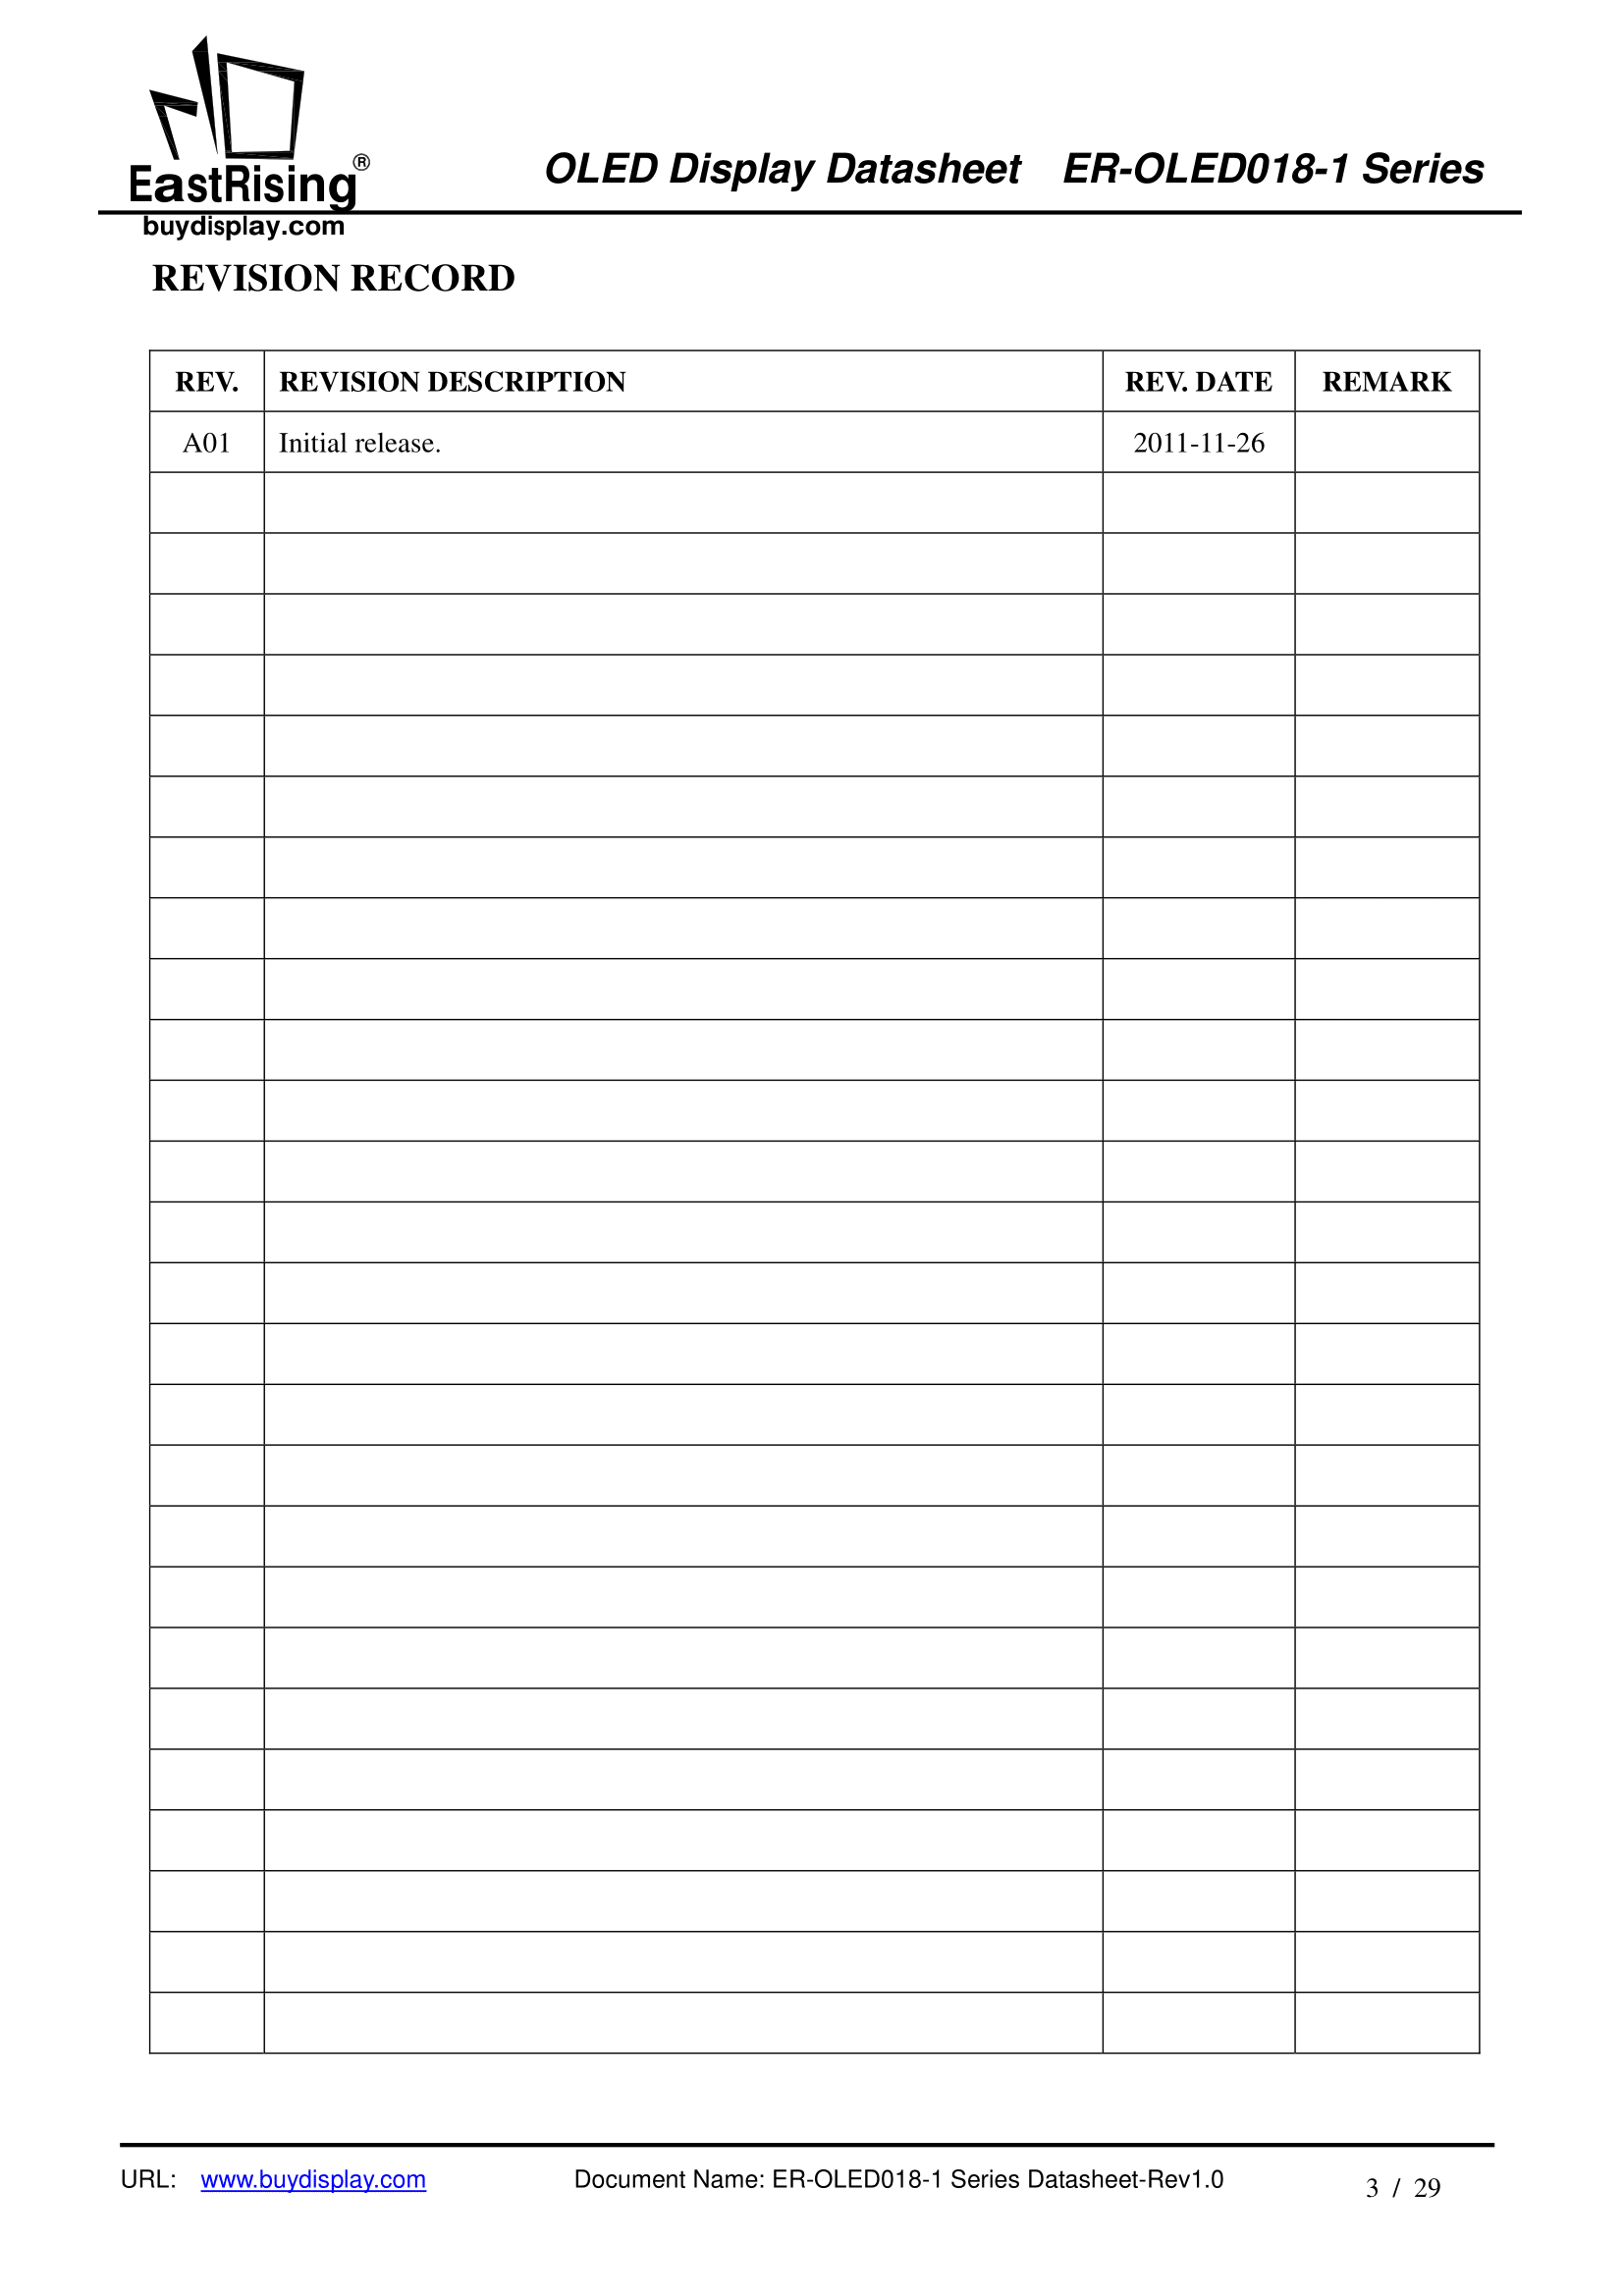 EastRising®
buydisplay.com
OLED Display Datasheet ER-OLED018-1 Series
REVISION RECORD
REV. REVISION DESCRIPTION REV. DATE REMARK
A01 Initial release. 2011-11-26
URL: www.buydisplay.com Document Name: ER-OLED018-1 Series Datasheet-Rev1.0 3 / 29